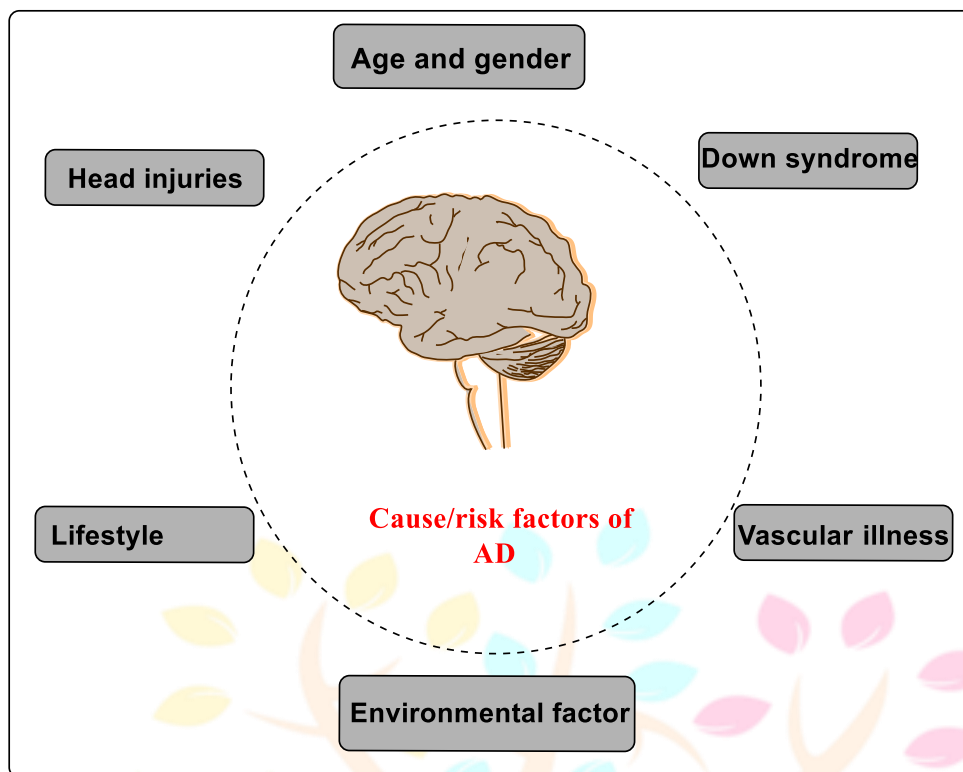 Age and gender
Down syndrome
Head injuries
Cause/risk factors of
AD
Lifestyle
Vascular illness
Environmental factor